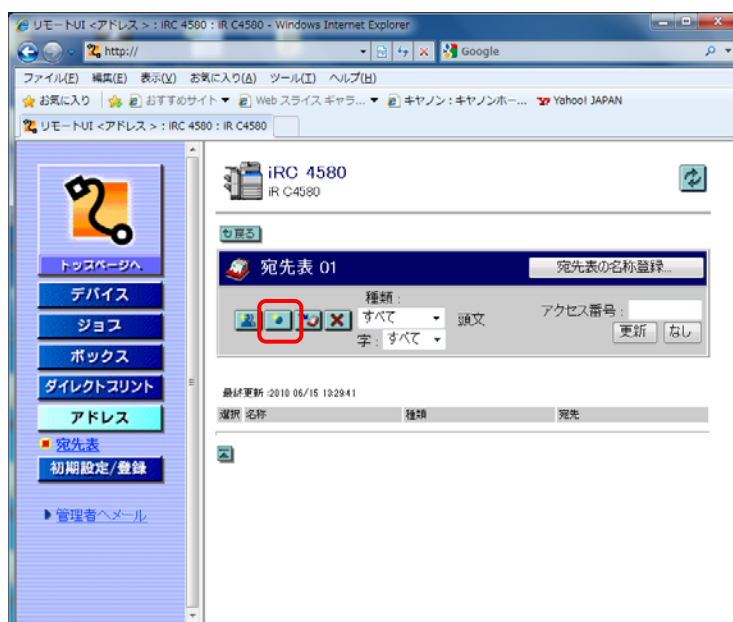 リモートUI <アドレス> : iRC 4580 : iR C4580 - Windows Internet Explorer
http://
Google
ファイル(F) 編集(E) 表示(V) お気に入り(A) ツール(T) ヘルプ(H)
お気に入り おすすめサイト ▼ Web スライス ギャラ... ▼ キヤノン：キヤノンホー... Yahoo! JAPAN
リモートUI <アドレス> : iRC 4580 : iR C4580
iRC 4580
iR C4580
トップページへ
戻る
宛先表 01
宛先表の名称登録...
デバイス
ジョブ
ボックス
ダイレクトプリント
アドレス
宛先表
初期設定/登録
管理者へメール
種類 :
すべて
頭文
字 : すべて
アクセス番号 :
更新 なし
最終更新 :2010 06/15 13:29:41
選択 名称 種類 宛先